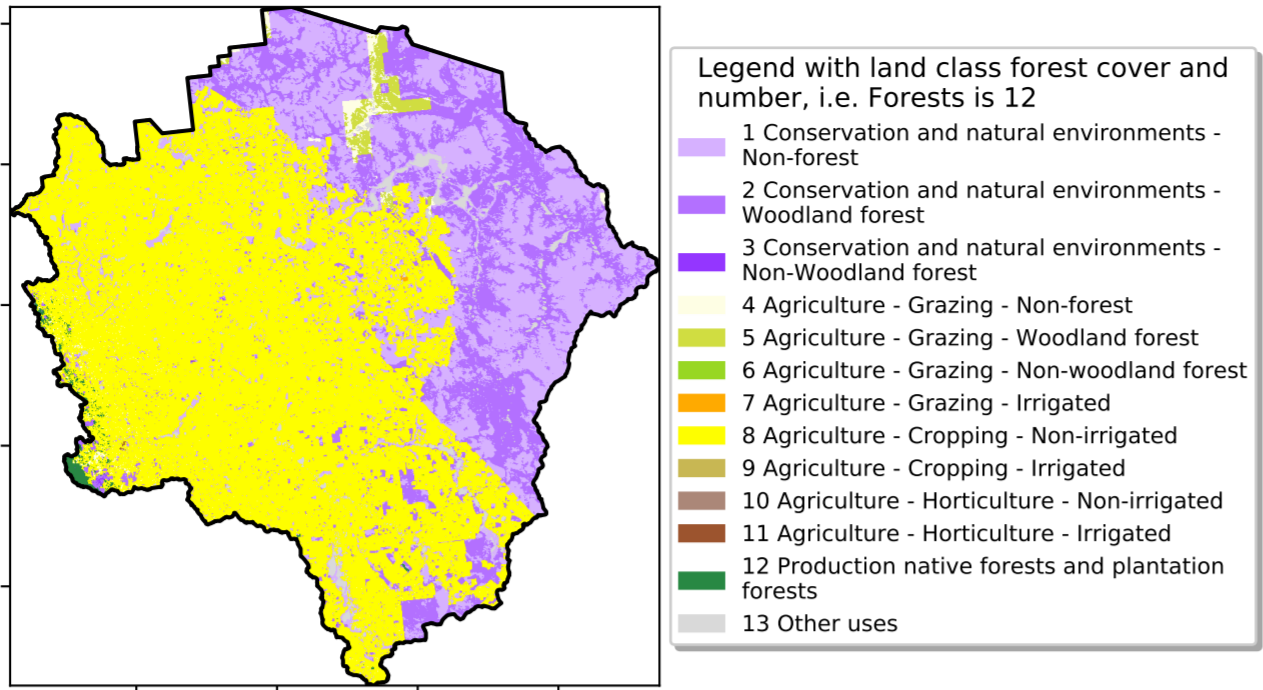 Legend with land class forest cover and
number, i.e. Forests is 12
1 Conservation and natural environments -
Non-forest
2 Conservation and natural environments -
Woodland forest
3 Conservation and natural environments -
Non-Woodland forest
4 Agriculture - Grazing - Non-forest
5 Agriculture - Grazing - Woodland forest
6 Agriculture - Grazing - Non-woodland forest
7 Agriculture - Grazing - Irrigated
8 Agriculture - Cropping - Non-irrigated
9 Agriculture - Cropping - Irrigated
10 Agriculture - Horticulture - Non-irrigated
11 Agriculture - Horticulture - Irrigated
12 Production native forests and plantation
forests
13 Other uses